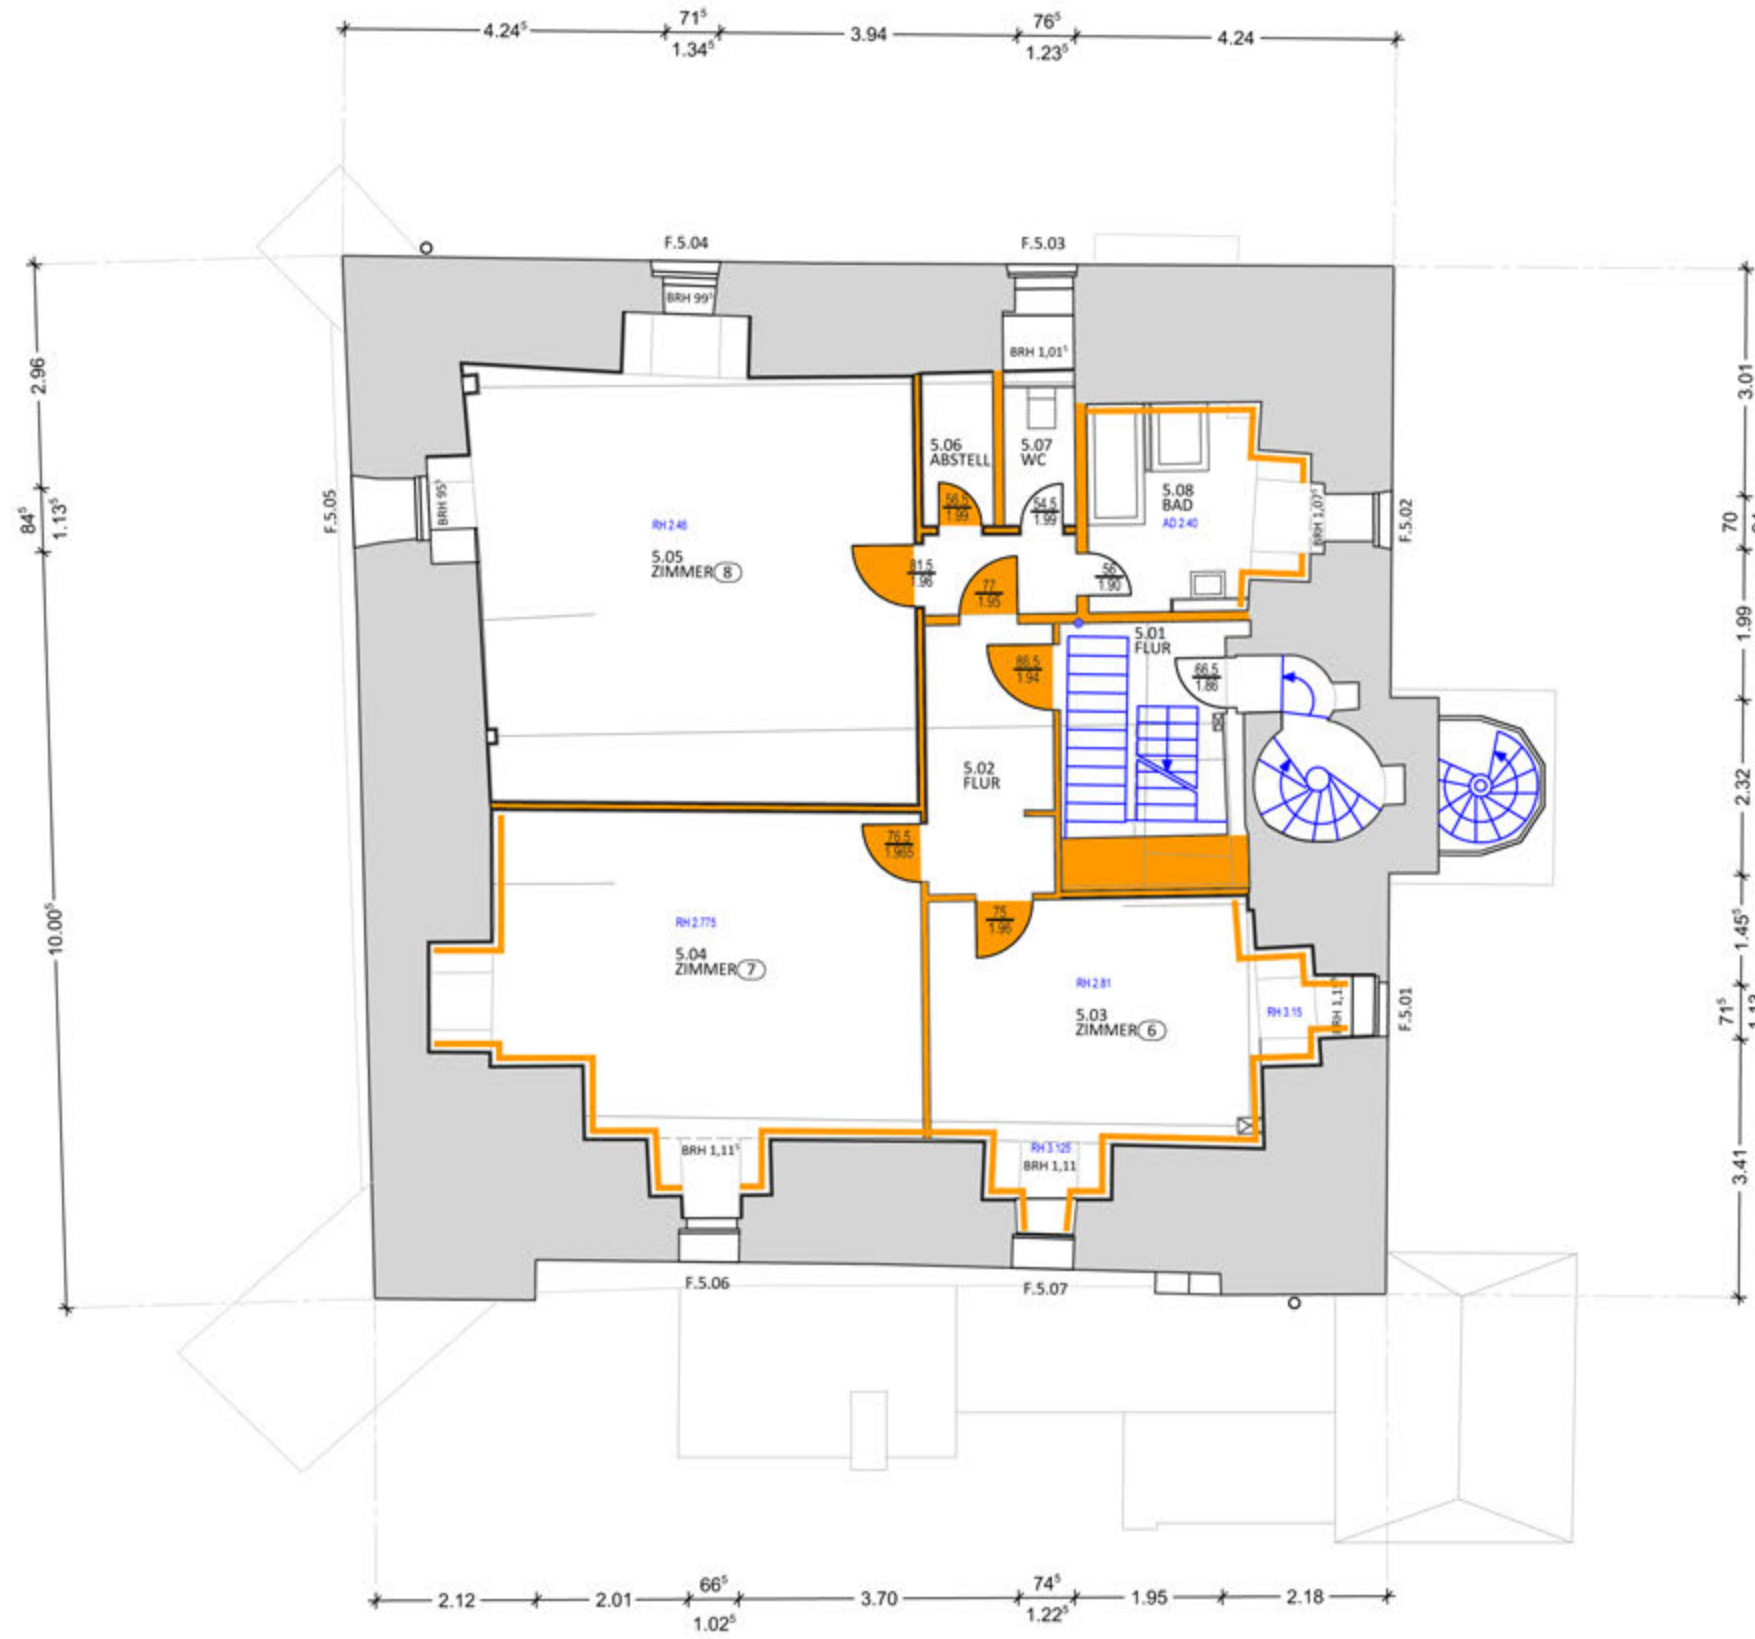 4.24⁵
71⁵
1.34⁵
3.94
76⁵
1.23⁵
4.24
F.5.04
F.5.03
BRH 99⁵
BRH 1,01⁵
2.96
84⁵
1.13⁵
10.00⁵
F.5.05
BRH 95⁵
5.06
ABSTELL
5.07
WC
5.08
BAD
AD 2.40
BRH 1,07⁵
F.5.02
3.01
70
1.99
2.32
1.45⁵
71⁵
3.41
56.5
1.99
54.5
1.99
RH 2.46
5.05
ZIMMER 8
81.5
1.96
77
1.95
56
1.90
5.01
FLUR
86.5
1.94
66.5
1.86
5.02
FLUR
76.5
1.965
75
1.96
RH 2.775
5.04
ZIMMER 7
RH 2.81
5.03
ZIMMER 6
RH 3.15
F.5.01
BRH 1,11⁵
RH 3.125
BRH 1,11
F.5.06
F.5.07
2.12
2.01
66⁵
1.02⁵
3.70
74⁵
1.22⁵
1.95
2.18